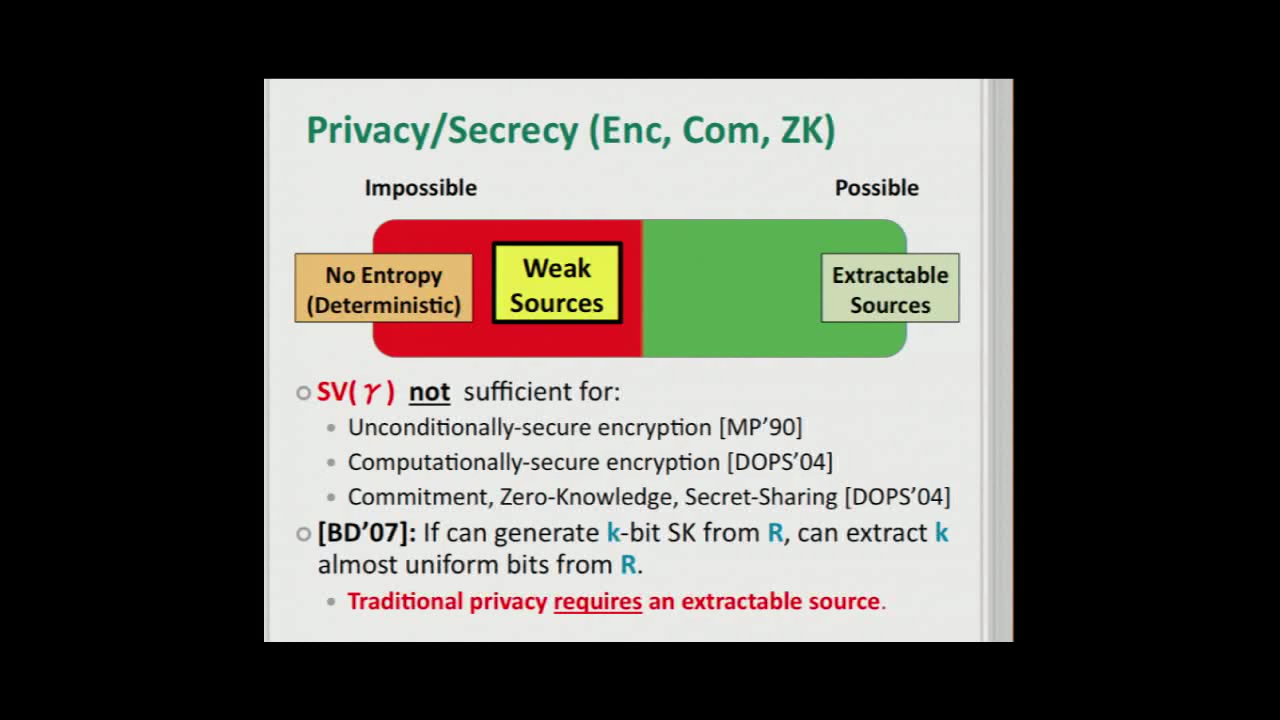 Privacy/Secrecy (Enc, Com, ZK)
Impossible
Possible
No Entropy
(Deterministic)
Weak
Sources
Extractable
Sources
SV(γ) not sufficient for:
Unconditionally-secure encryption [MP'90]
Computationally-secure encryption [DOPS'04]
Commitment, Zero-Knowledge, Secret-Sharing [DOPS'04]
[BD'07]: If can generate k-bit SK from R, can extract k
almost uniform bits from R.
Traditional privacy requires an extractable source.